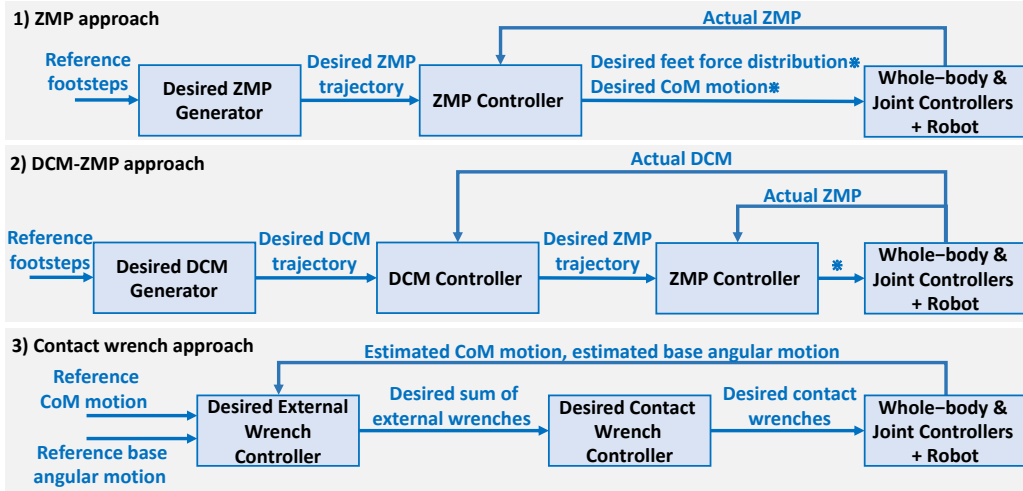 1) ZMP approach
Actual ZMP
Reference
footsteps
Desired ZMP
Generator
Desired ZMP
trajectory
ZMP Controller
Desired feet force distribution*
Desired CoM motion*
Whole−body &
Joint Controllers
+ Robot
2) DCM-ZMP approach
Actual DCM
Actual ZMP
Reference
footsteps
Desired DCM
Generator
Desired DCM
trajectory
DCM Controller
Desired ZMP
trajectory
ZMP Controller
*
Whole−body &
Joint Controllers
+ Robot
3) Contact wrench approach
Estimated CoM motion, estimated base angular motion
Reference
CoM motion
Reference base
angular motion
Desired External
Wrench
Controller
Desired sum of
external wrenches
Desired Contact
Wrench
Controller
Desired contact
wrenches
Whole−body &
Joint Controllers
+ Robot